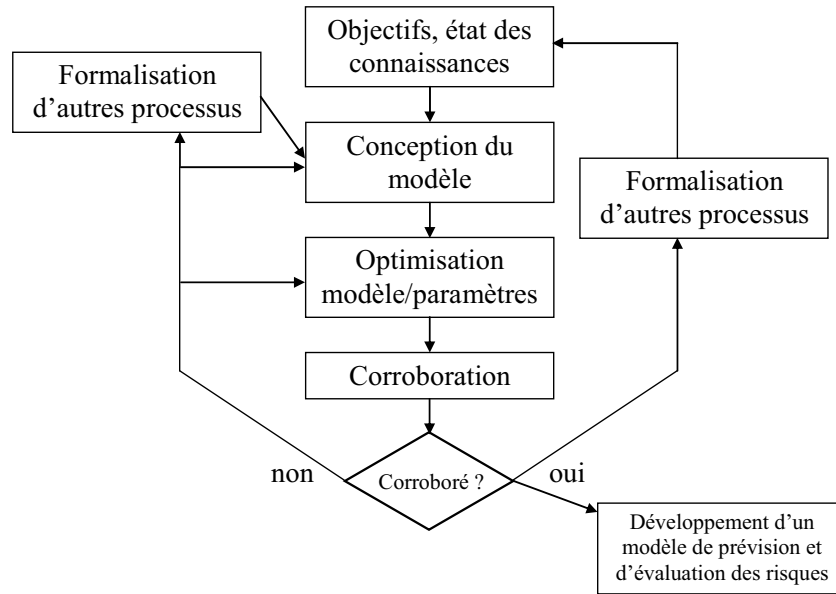 Objectifs, état des
connaissances
Formalisation
d’autres processus
Conception du
modèle
Formalisation
d’autres processus
Optimisation
modèle/paramètres
Corroboration
non
Corroboré ?
oui
Développement d’un
modèle de prévision et
d’évaluation des risques